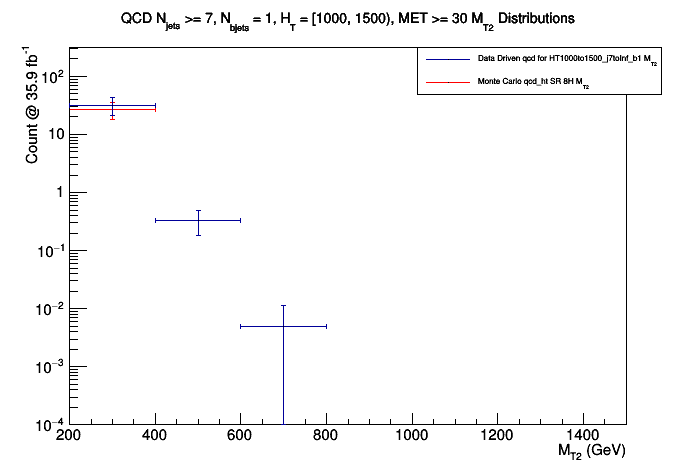 QCD N_jets >= 7, N_bjets = 1, H_T = [1000, 1500), MET >= 30 M_T2 Distributions
Data Driven qcd for HT1000to1500_j7toInf_b1 M_T2
Monte Carlo qcd_ht SR 8H M_T2
Count @ 35.9 fb^-1
10^2
10
1
10^-1
10^-2
10^-3
10^-4
200 400 600 800 1000 1200 1400
M_T2 (GeV)